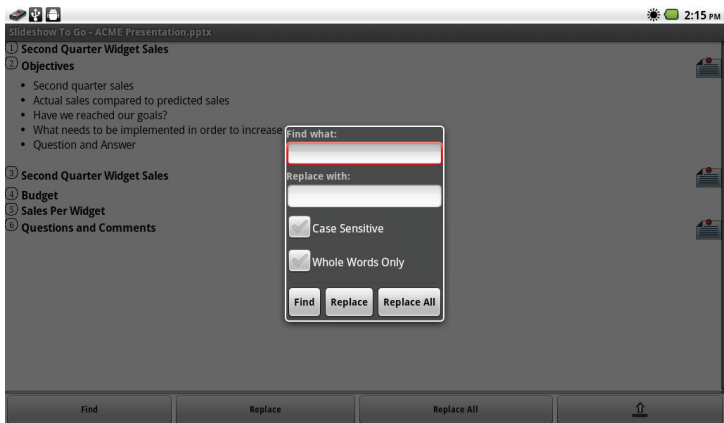 2:15 PM
Slideshow To Go - ACME Presentation.pptx
1 Second Quarter Widget Sales
2 Objectives
• Second quarter sales
• Actual sales compared to predicted sales
• Have we reached our goals?
• What needs to be implemented in order to increase
• Question and Answer
3 Second Quarter Widget Sales
4 Budget
5 Sales Per Widget
6 Questions and Comments
Find what:
Replace with:
Case Sensitive
Whole Words Only
Find Replace Replace All
Find Replace Replace All